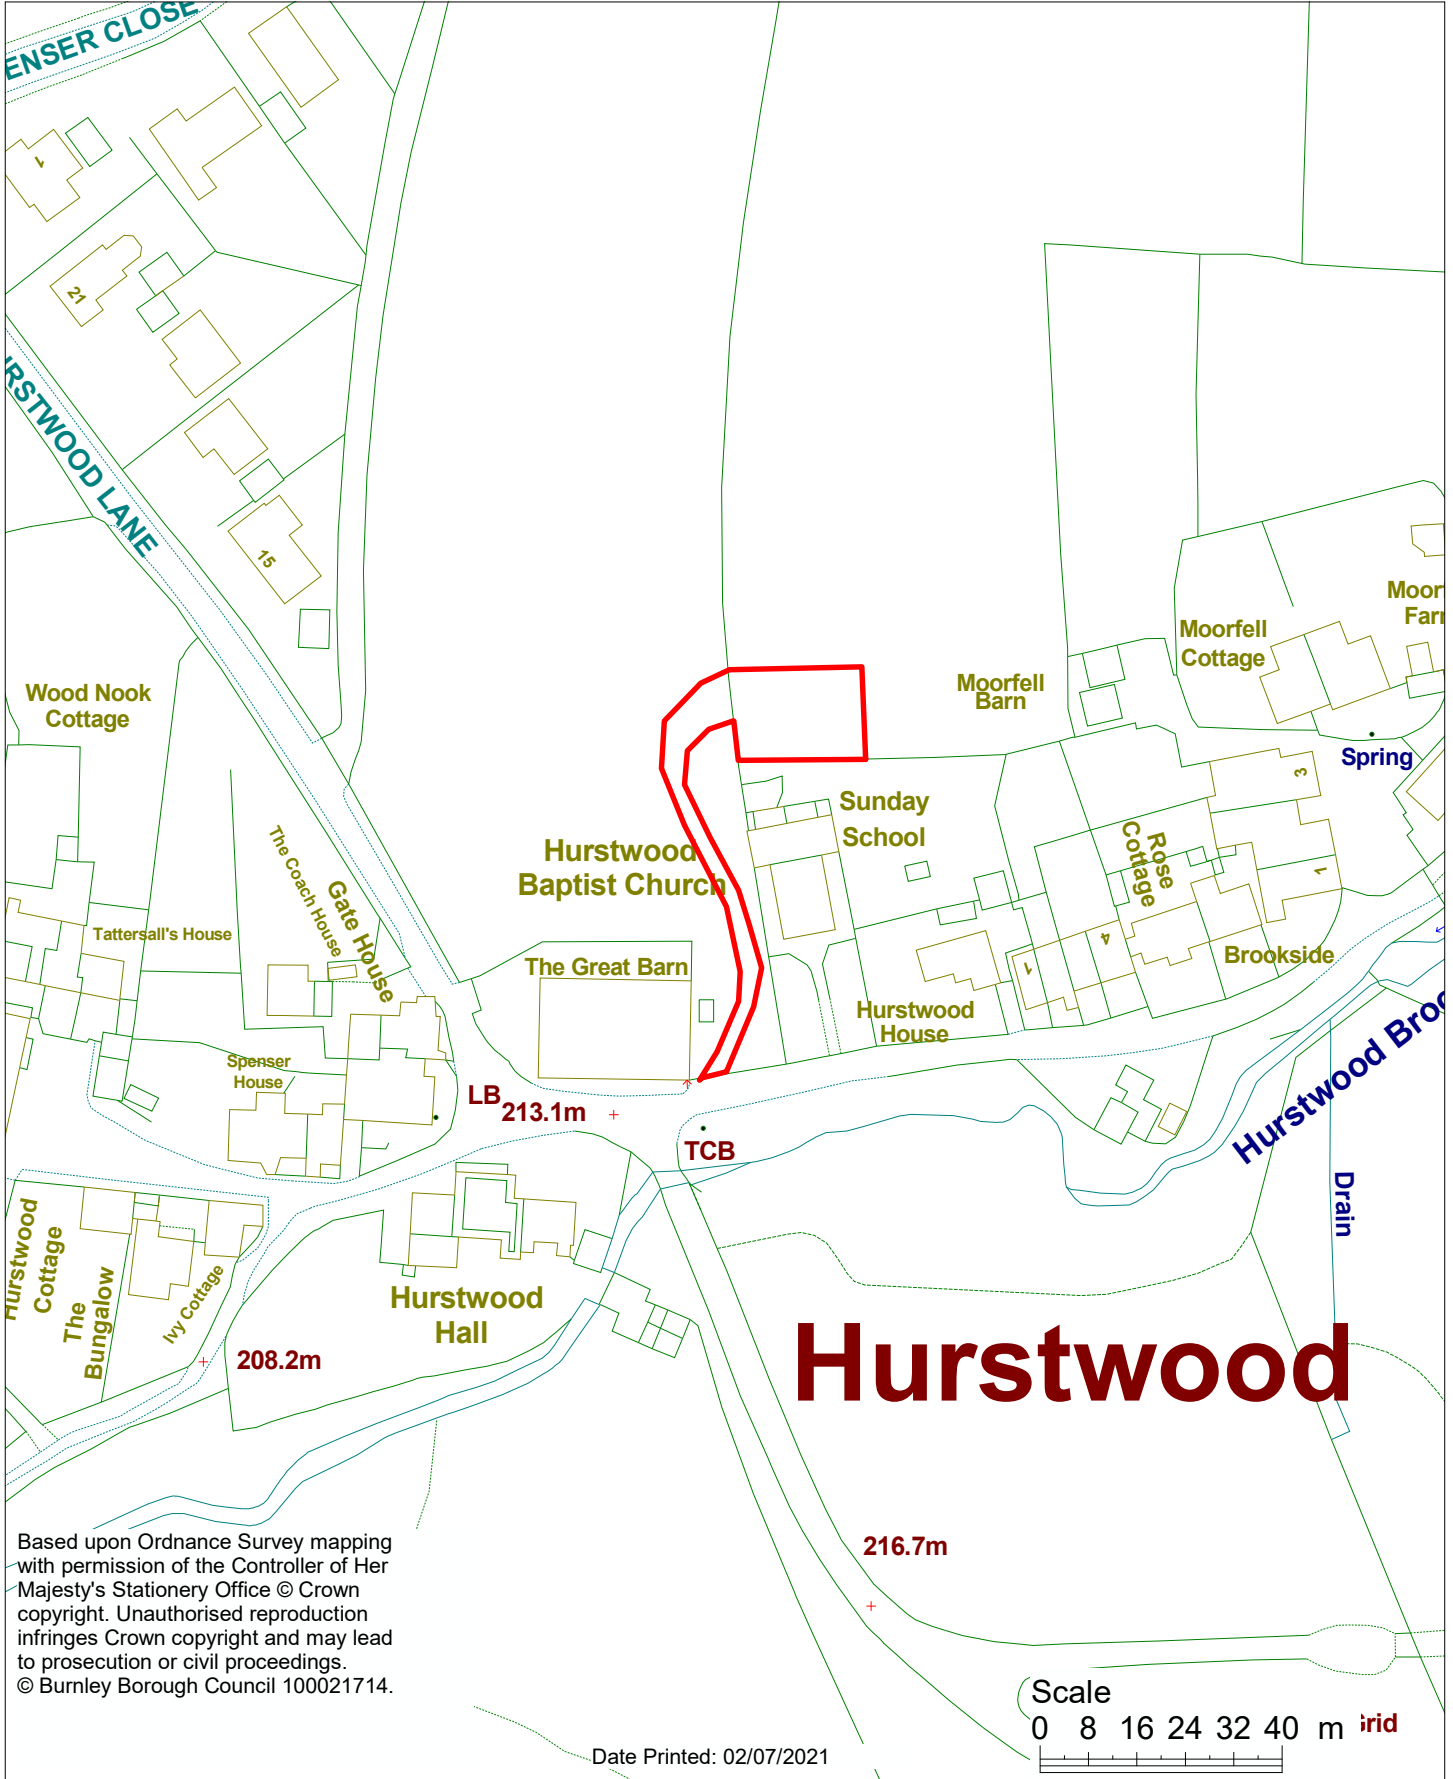 ENSER CLOSE
1
21
RSTWOOD LANE
15
Wood Nook
Cottage
Moorfell
Cottage
Moorfell
Barn
Spring
3
Sunday
School
Rose
Cottage
1
Hurstwood
Baptist Church
The Coach House
Gate House
Tattersall's House
The Great Barn
4
1
Brookside
Hurstwood
House
Spenser
House
LB
213.1m
TCB
Drain
Hurstwood
Cottage
The
Bungalow
Ivy Cottage
Hurstwood
Hall
208.2m
Hurstwood
216.7m
Based upon Ordnance Survey mapping
with permission of the Controller of Her
Majesty's Stationery Office © Crown
copyright. Unauthorised reproduction
infringes Crown copyright and may lead
to prosecution or civil proceedings.
© Burnley Borough Council 100021714.
Scale
0 8 16 24 32 40 m
Date Printed: 02/07/2021